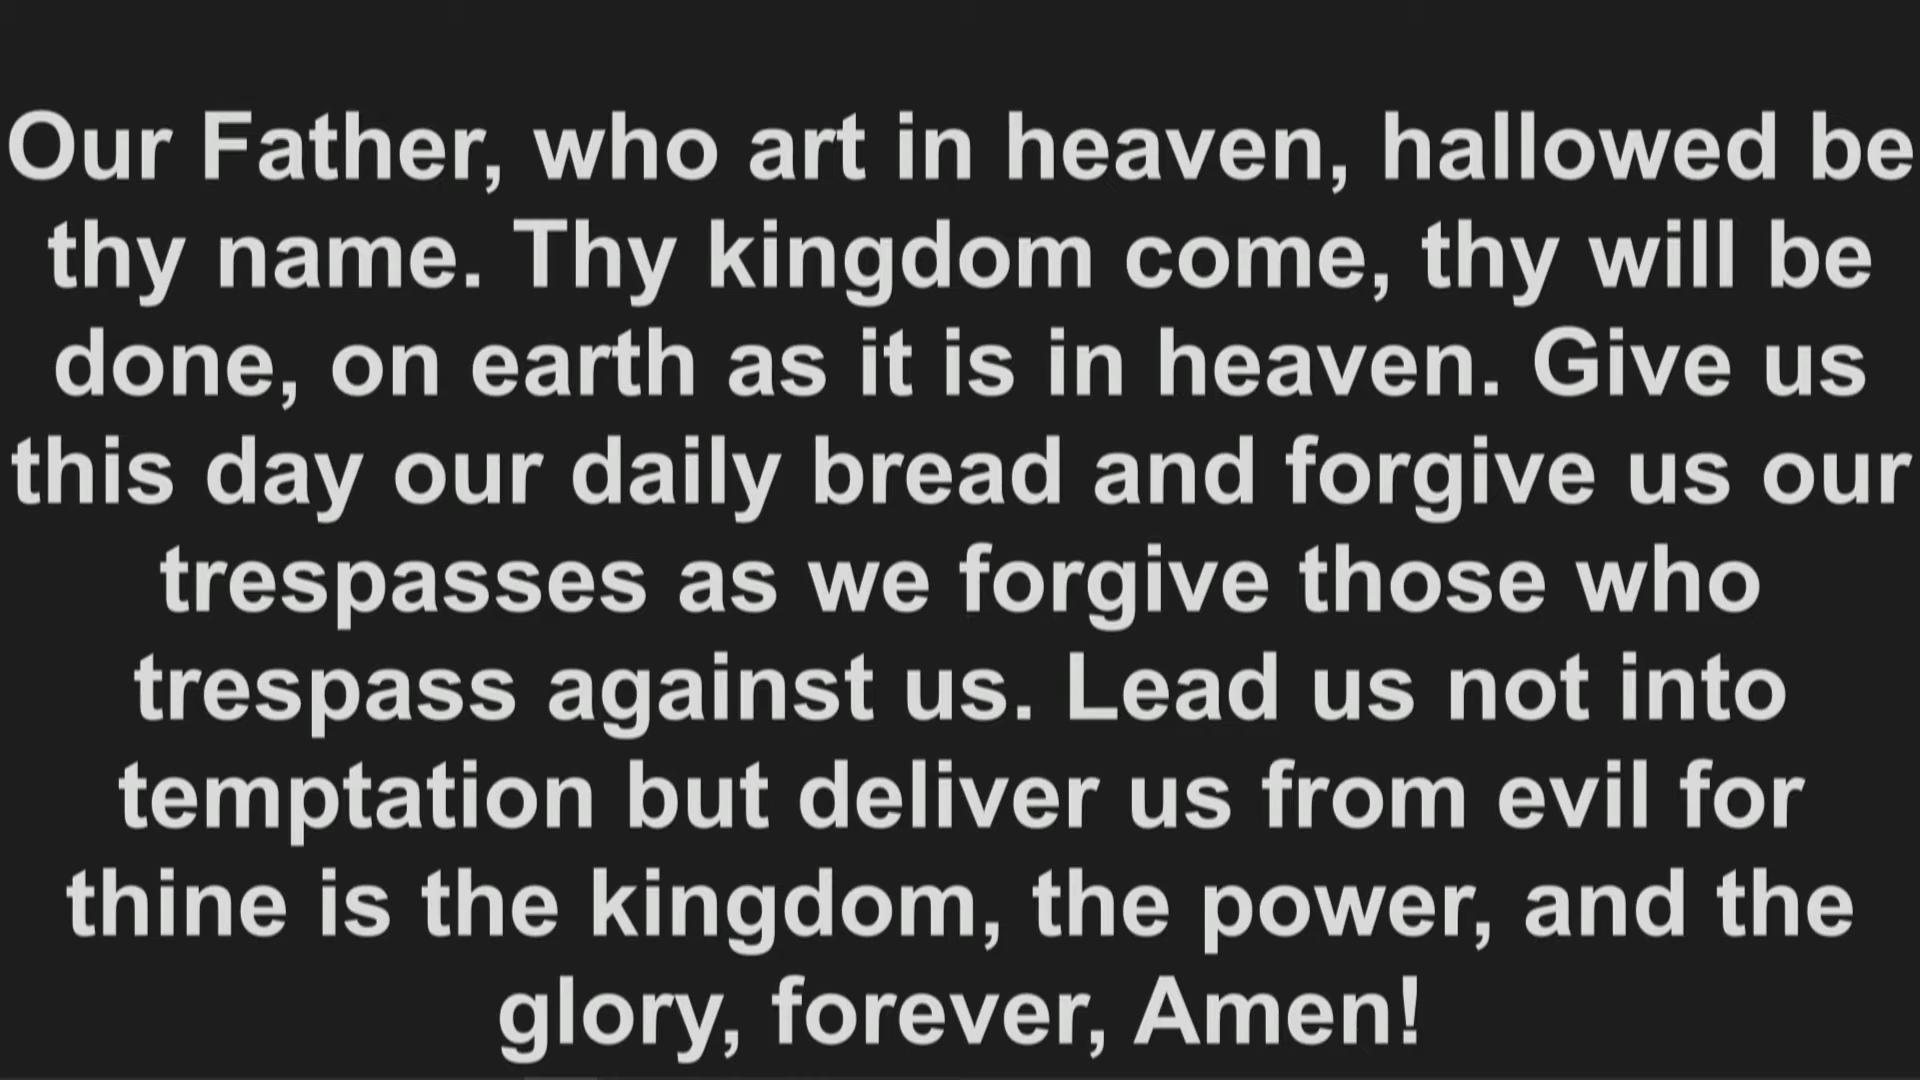 Our Father, who art in heaven, hallowed be
thy name. Thy kingdom come, thy will be
done, on earth as it is in heaven. Give us
this day our daily bread and forgive us our
trespasses as we forgive those who
trespass against us. Lead us not into
temptation but deliver us from evil for
thine is the kingdom, the power, and the
glory, forever, Amen!